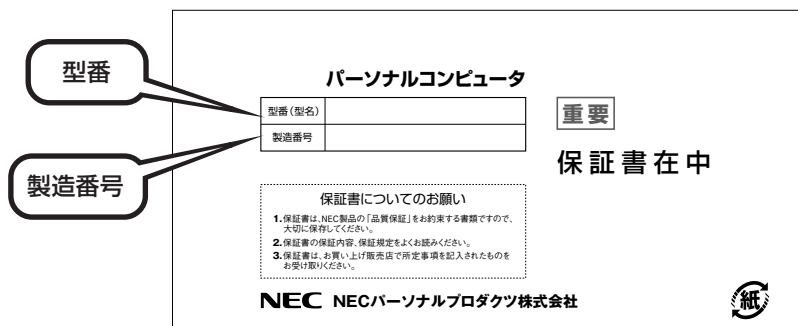 型番
パーソナルコンピュータ
型番(型名)
製造番号
重要
保証書在中
製造番号
保証書についてのお願い
1.保証書は、NEC製品の「品質保証」をお約束する書類ですので、
大切に保存してください。
2.保証書の保証内容、保証規定をよくお読みください。
3.保証書は、お買い上げ販売店で所定事項を記入されたものを
お受け取りください。
NEC NECパーソナルプロダクツ株式会社
紙